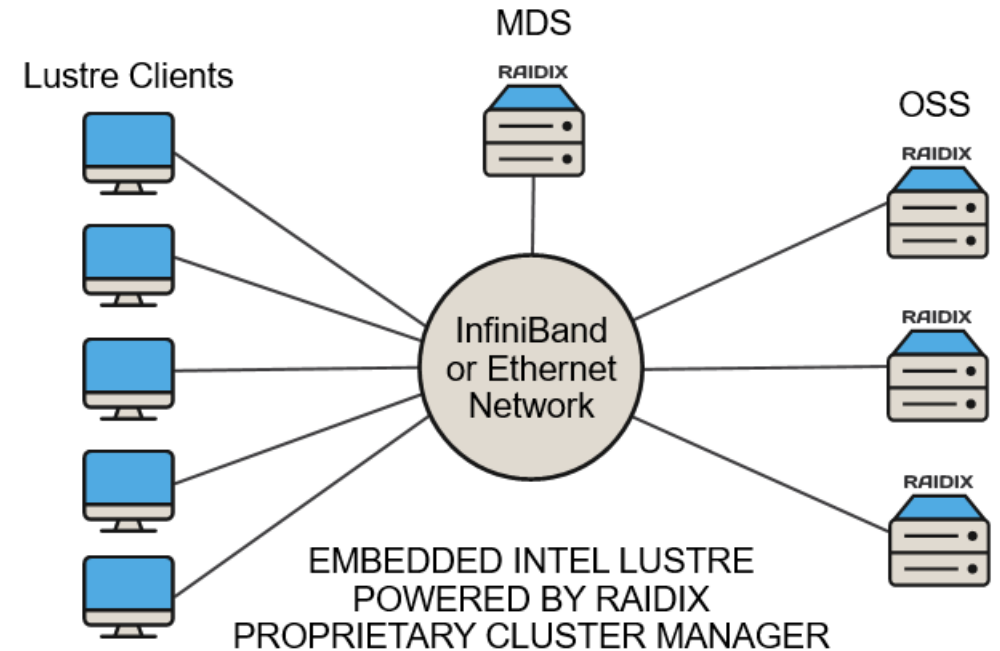 MDS
RAIDIX
Lustre Clients
OSS
RAIDIX
InfiniBand
or Ethernet
Network
RAIDIX
RAIDIX
EMBEDDED INTEL LUSTRE
POWERED BY RAIDIX
PROPRIETARY CLUSTER MANAGER